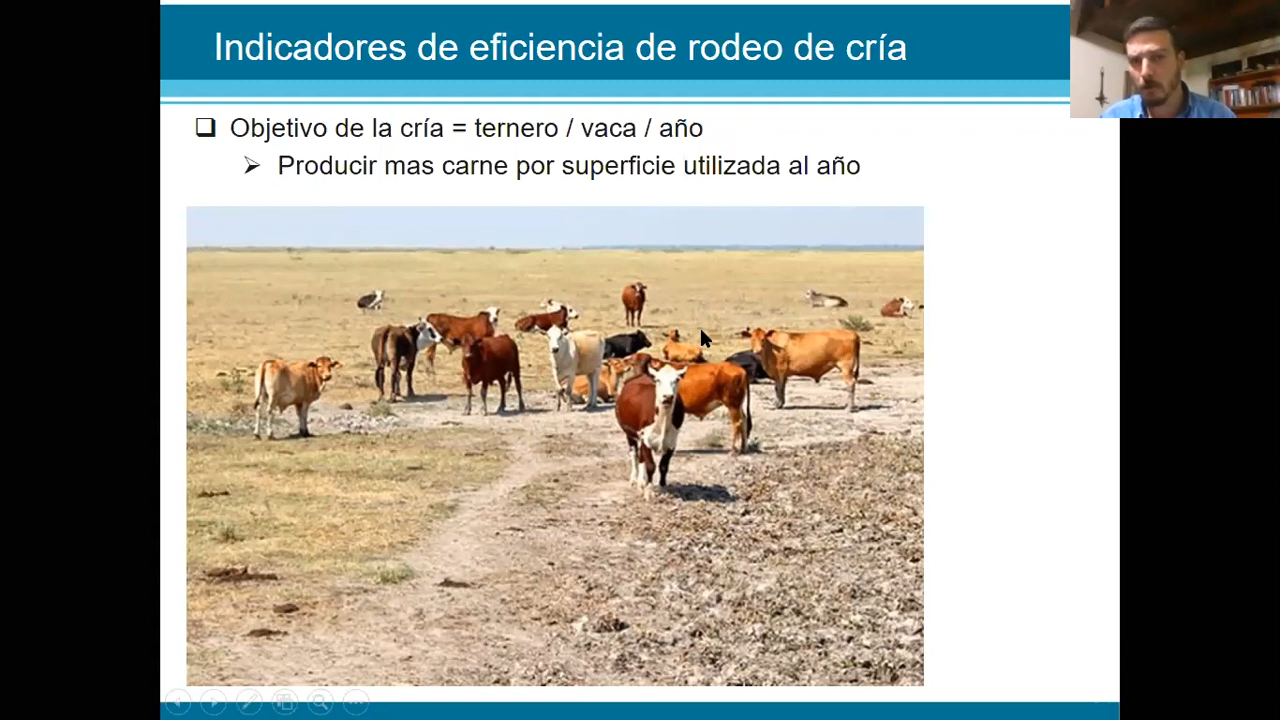 Indicadores de eficiencia de rodeo de cría
Objetivo de la cría = ternero / vaca / año
Producir mas carne por superficie utilizada al año